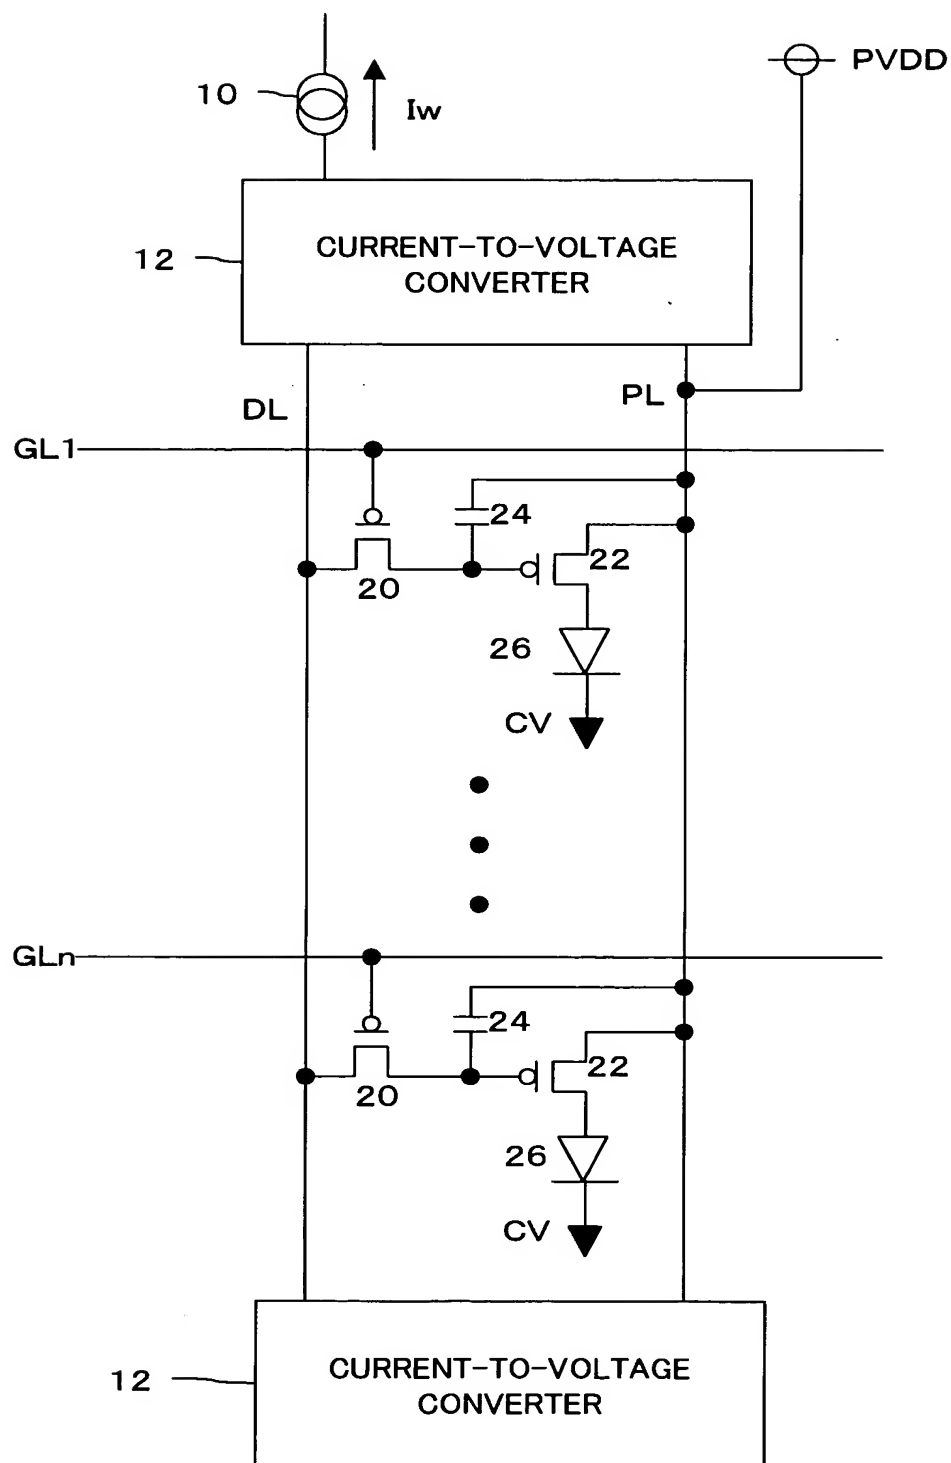 PVDD
10
Iw
12
CURRENT-TO-VOLTAGE
CONVERTER
DL
PL
GL1
24
22
20
26
CV
GLn
24
22
20
26
CV
12
CURRENT-TO-VOLTAGE
CONVERTER